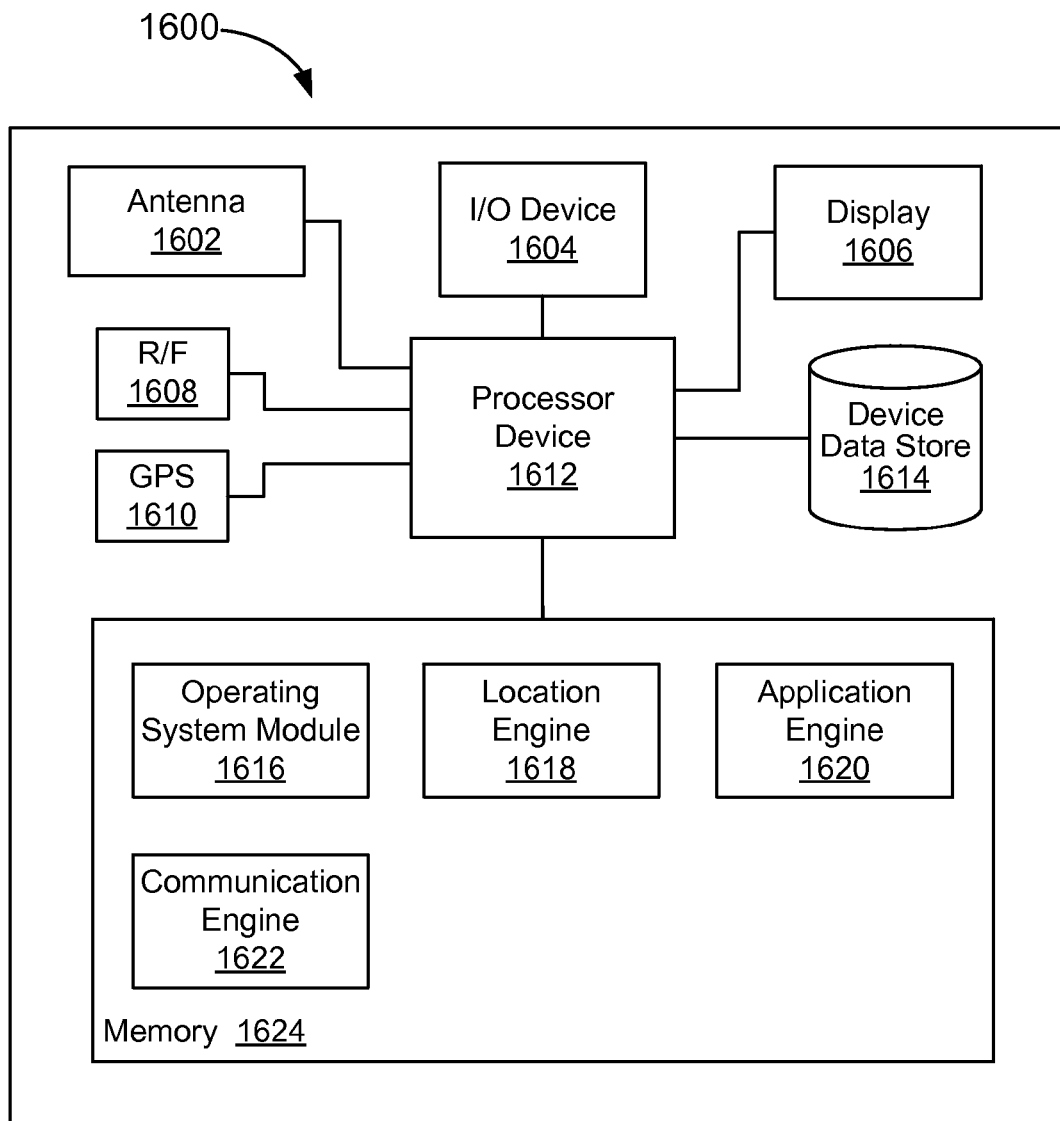 1600
Antenna
1602
I/O Device
1604
Display
1606
R/F
1608
GPS
1610
Processor
Device
1612
Device
Data Store
1614
Operating
System Module
1616
Location
Engine
1618
Application
Engine
1620
Communication
Engine
1622
Memory 1624